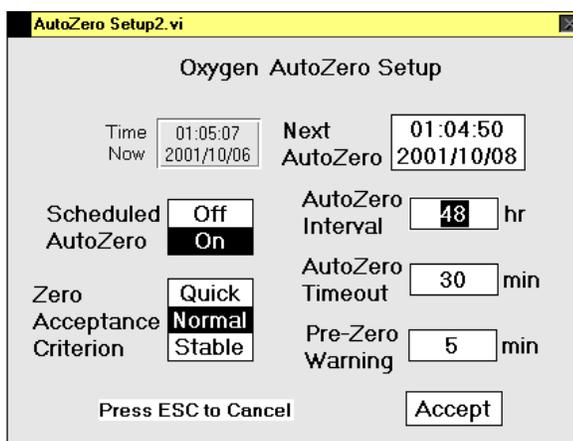 AutoZero Setup2.vi
Oxygen AutoZero Setup
Time Now
01:05:07
2001/10/06
Next AutoZero
01:04:50
2001/10/08
Scheduled AutoZero
Off
On
AutoZero Interval
48 hr
Zero Acceptance Criterion
Quick
Normal
Stable
AutoZero Timeout
30 min
Pre-Zero Warning
5 min
Press ESC to Cancel
Accept